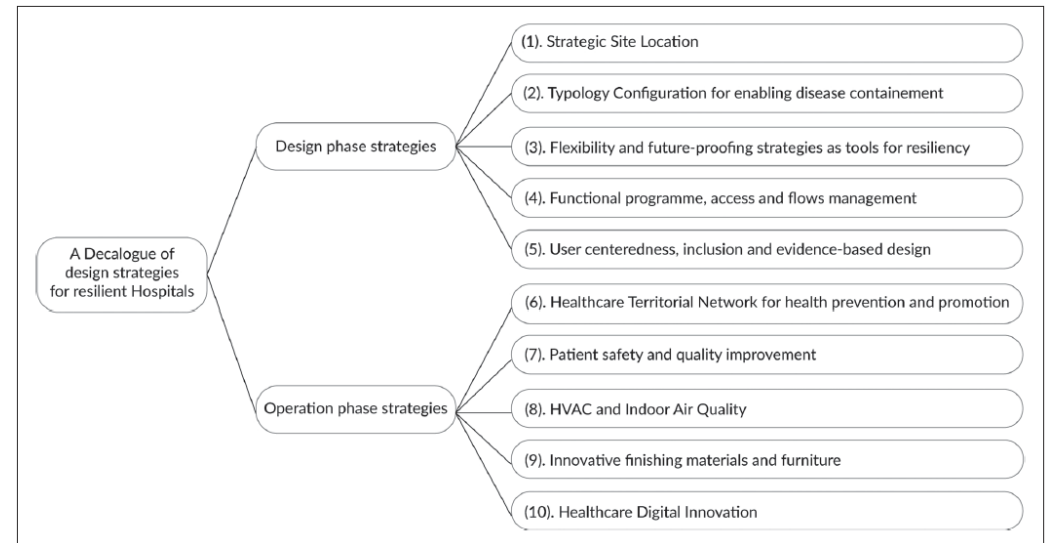 A Decalogue of
design strategies
for resilient Hospitals
Design phase strategies
(1). Strategic Site Location
(2). Typology Configuration for enabling disease containement
(3). Flexibility and future-proofing strategies as tools for resiliency
(4). Functional programme, access and flows management
(5). User centeredness, inclusion and evidence-based design
Operation phase strategies
(6). Healthcare Territorial Network for health prevention and promotion
(7). Patient safety and quality improvement
(8). HVAC and Indoor Air Quality
(9). Innovative finishing materials and furniture
(10). Healthcare Digital Innovation